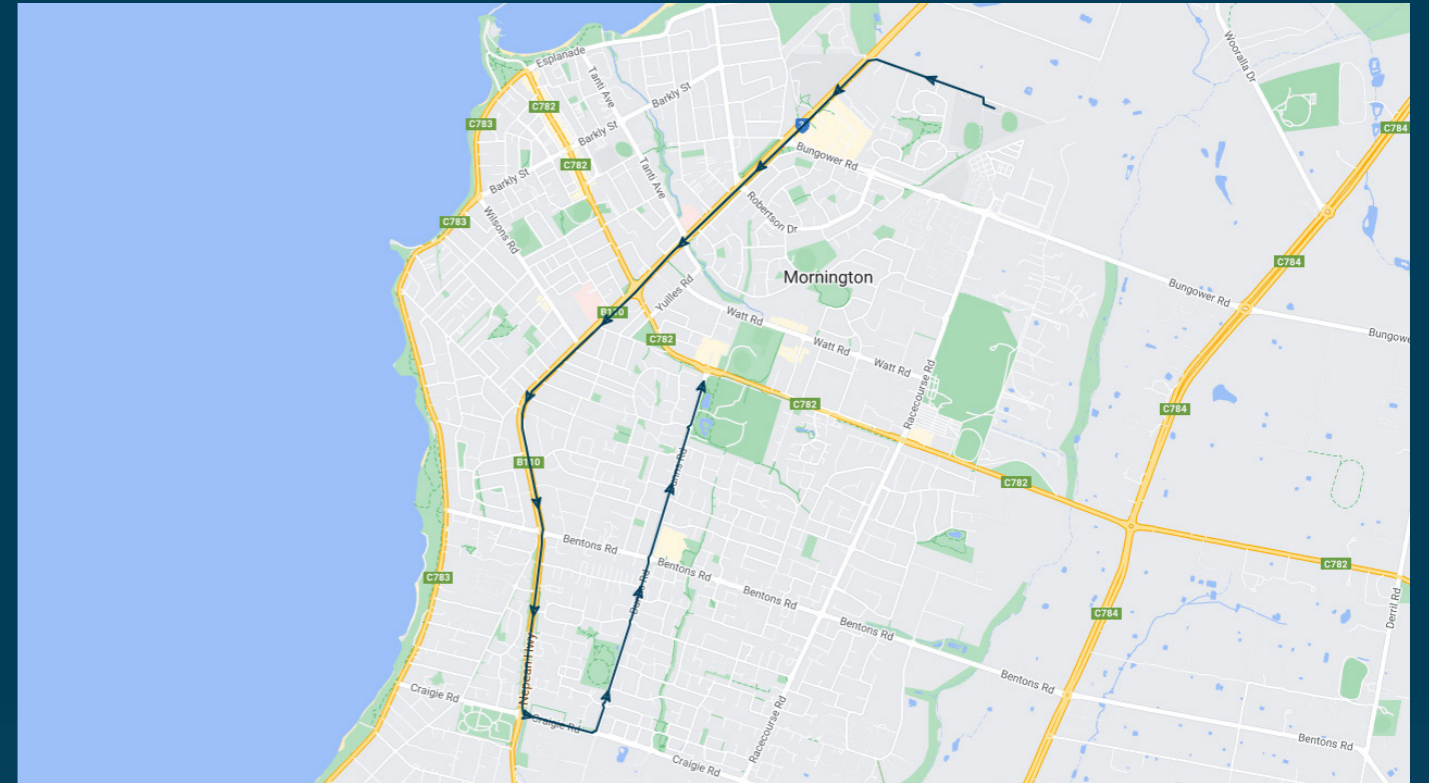 Esplanade
Wooralla Dr
Tanti Ave
Barkly St
C782
C783
Barkly St
C784
Bungower Rd
C782
Tanti Ave
Barkly St
Robertson Dr
Wilsons Rd
C783
C784
Mornington
Yuilles Rd
Bungower Rd
B110
Watt Rd
Bungow
C782
Watt Rd
Watt Rd
Racecourse Rd
C782
C784
B110
C782
Bentons Rd
Bentons Rd
C782
C783
Bentons Rd
C784
Derril Rd
Bentons Rd
Nepean Hwy
Bentons Rd
Craigie Rd
Craigie Rd
Racecourse Rd
Bentons Rd
Craigie Rd